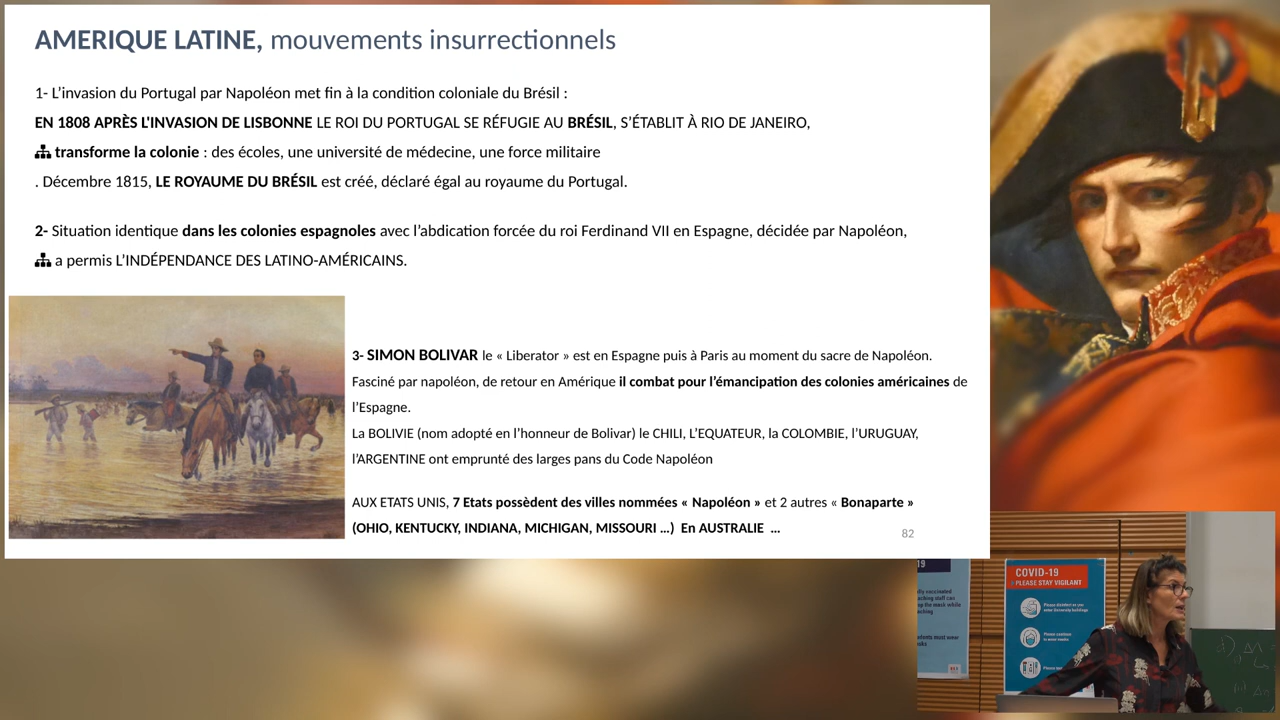 AMERIQUE LATINE, mouvements insurrectionnels
1- L'invasion du Portugal par Napoléon met fin à la condition coloniale du Brésil :
EN 1808 APRÈS L'INVASION DE LISBONNE LE ROI DU PORTUGAL SE RÉFUGIE AU BRÉSIL, S'ÉTABLIT À RIO DE JANEIRO,
transforme la colonie : des écoles, une université de médecine, une force militaire
. Décembre 1815, LE ROYAUME DU BRÉSIL est créé, déclaré égal au royaume du Portugal.
2- Situation identique dans les colonies espagnoles avec l'abdication forcée du roi Ferdinand VII en Espagne, décidée par Napoléon,
a permis L'INDÉPENDANCE DES LATINO-AMÉRICAINS.
3- SIMON BOLIVAR le « Liberator » est en Espagne puis à Paris au moment du sacre de Napoléon.
Fasciné par napoléon, de retour en Amérique il combat pour l'émancipation des colonies américaines de
l'Espagne.
La BOLIVIE (nom adopté en l'honneur de Bolivar) le CHILI, L'EQUATEUR, la COLOMBIE, l'URUGUAY,
l'ARGENTINE ont emprunté des larges pans du Code Napoléon
AUX ETATS UNIS, 7 Etats possèdent des villes nommées « Napoléon » et 2 autres « Bonaparte »
(OHIO, KENTUCKY, INDIANA, MICHIGAN, MISSOURI ...) En AUSTRALIE ...
82
19
COVID-19
PLEASE STAY VIGILANT